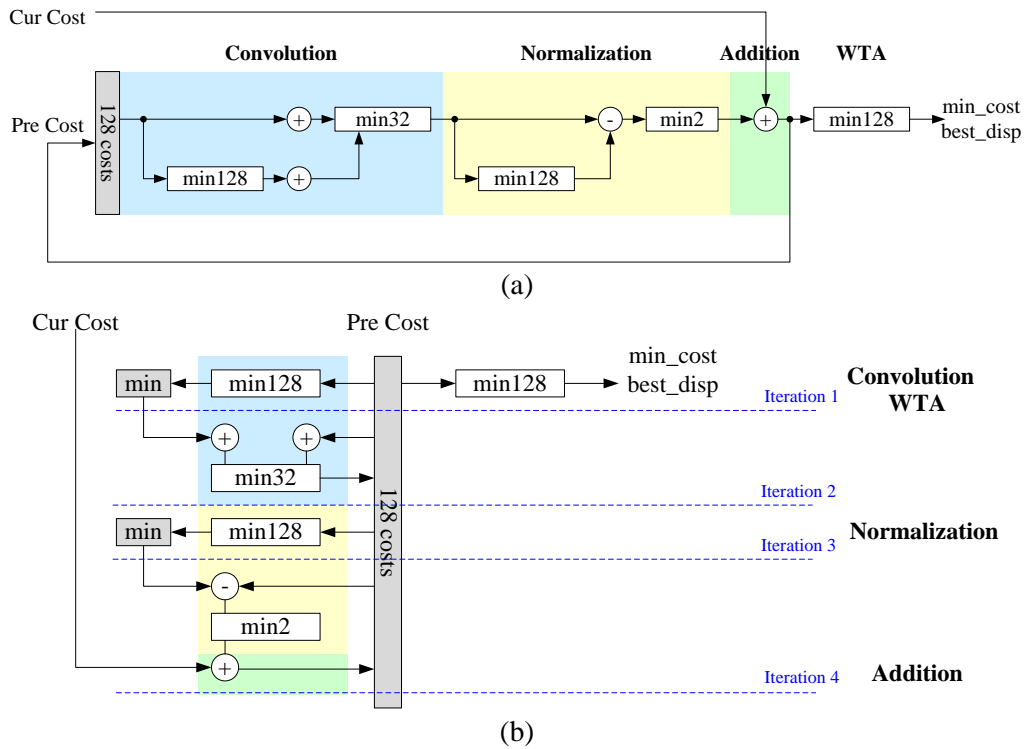 Cur Cost
Convolution Normalization Addition WTA
128 costs
Pre Cost
+ min32 - min2 + min128
min_cost
best_disp
min128 + min128
(a)
Cur Cost Pre Cost
min min128 min128
min_cost
best_disp
Convolution
WTA
Iteration 1
+ +
min32
128 costs
Iteration 2
min min128
Normalization
Iteration 3
-
min2
+
Iteration 4
Addition
(b)